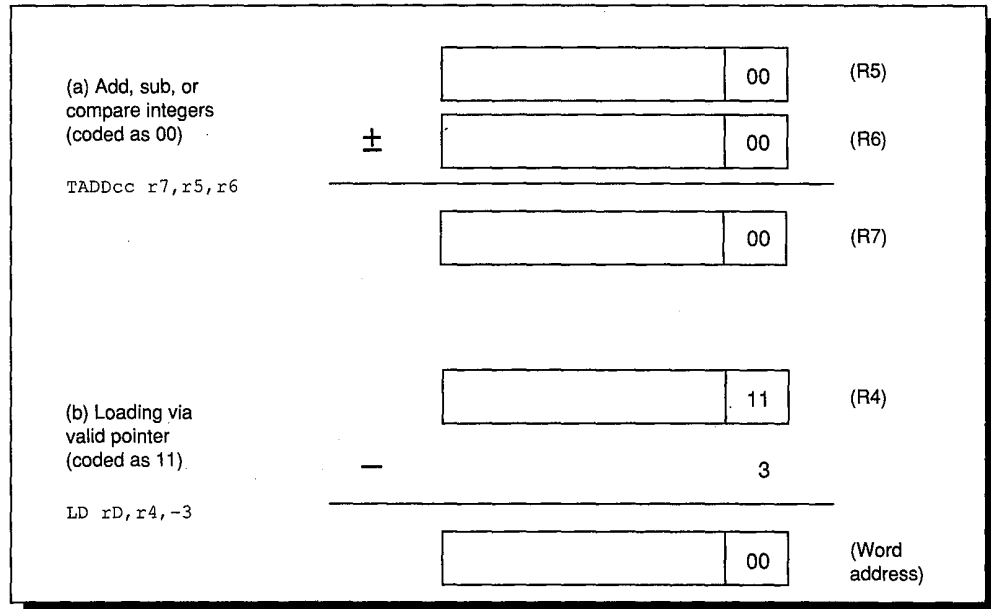 (a) Add, sub, or
compare integers
(coded as 00)
TADDcc r7,r5,r6
00 (R5)
± 00 (R6)
00 (R7)
(b) Loading via
valid pointer
(coded as 11)
LD rD,r4,-3
11 (R4)
— 3
00 (Word
address)